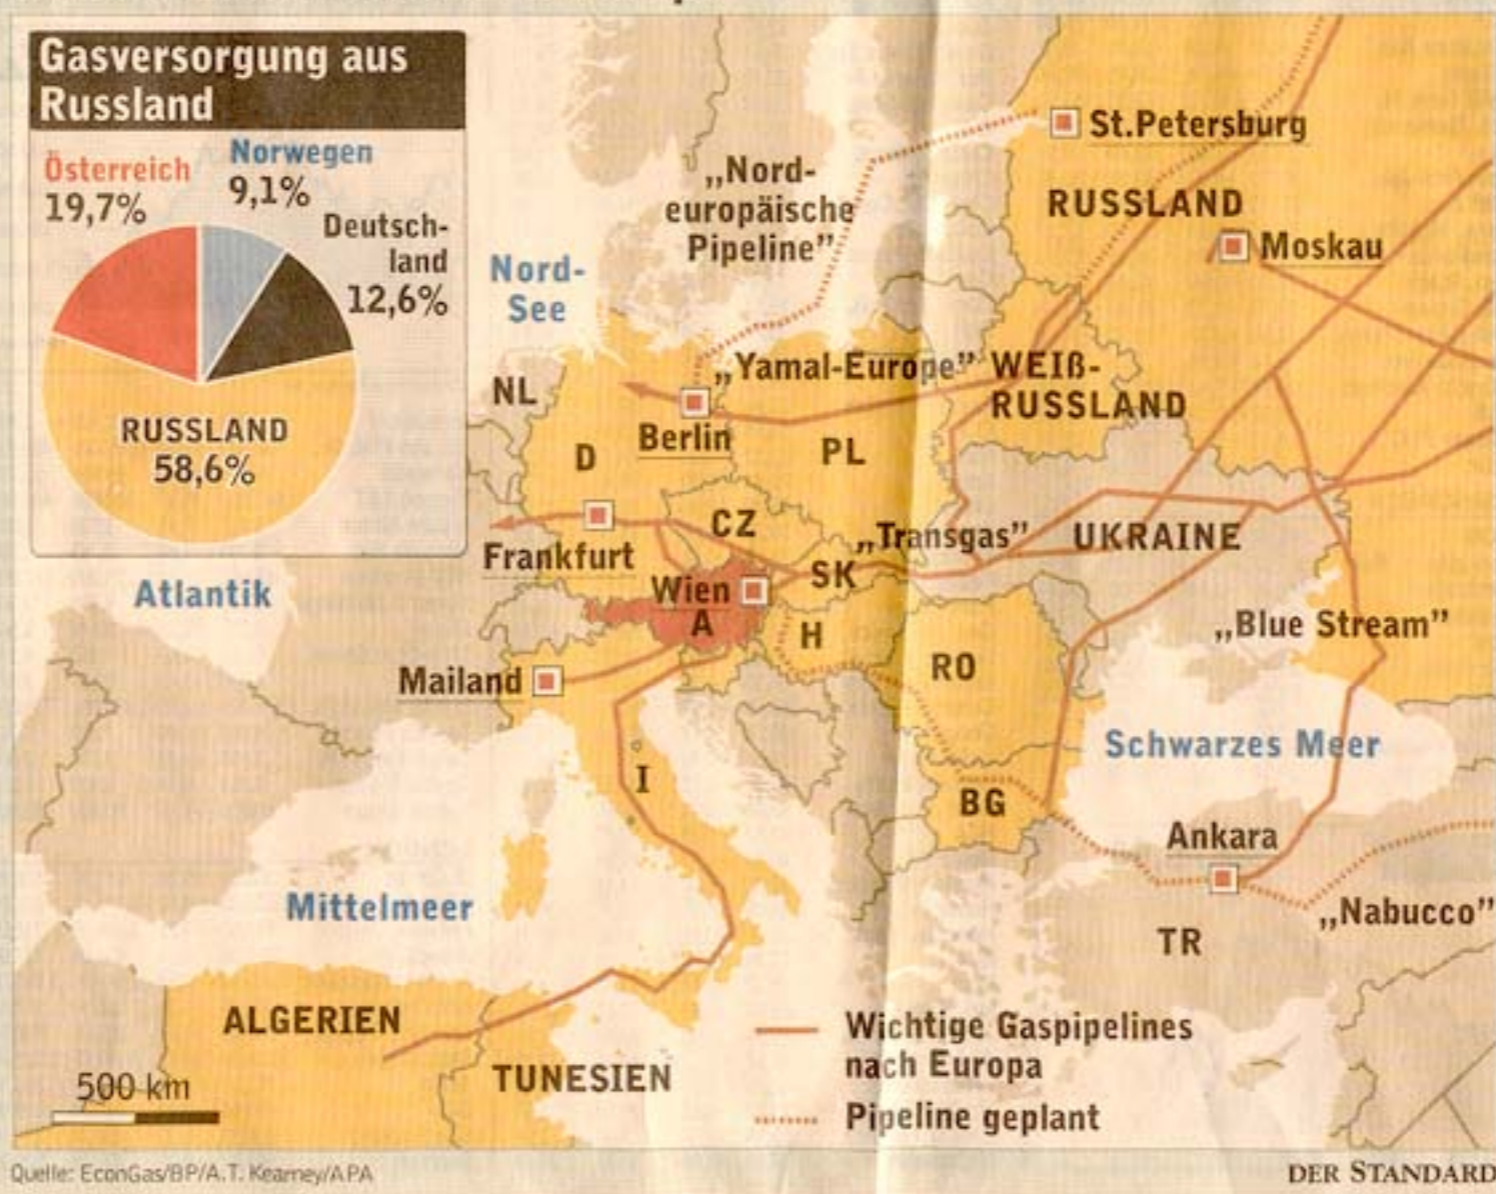 Gasversorgung aus
Russland
Österreich
19,7%
Norwegen
9,1%
Deutsch-
land
12,6%
RUSSLAND
58,6%
St.Petersburg
„Nord-
europäische
Pipeline”
RUSSLAND
Moskau
Nord-
See
„Yamal-Europe”
WEIß-
RUSSLAND
NL
Berlin
D
PL
CZ
„Transgas”
UKRAINE
Frankfurt
SK
Wien
A
Atlantik
H
„Blue Stream”
RO
Mailand
Schwarzes Meer
I
BG
Ankara
Mittelmeer
„Nabucco”
TR
ALGERIEN
TUNESIEN
Wichtige Gaspipelines
nach Europa
Pipeline geplant
500 km
Quelle: EconGas/BP/A.T. Kearney/APA
DER STANDARD